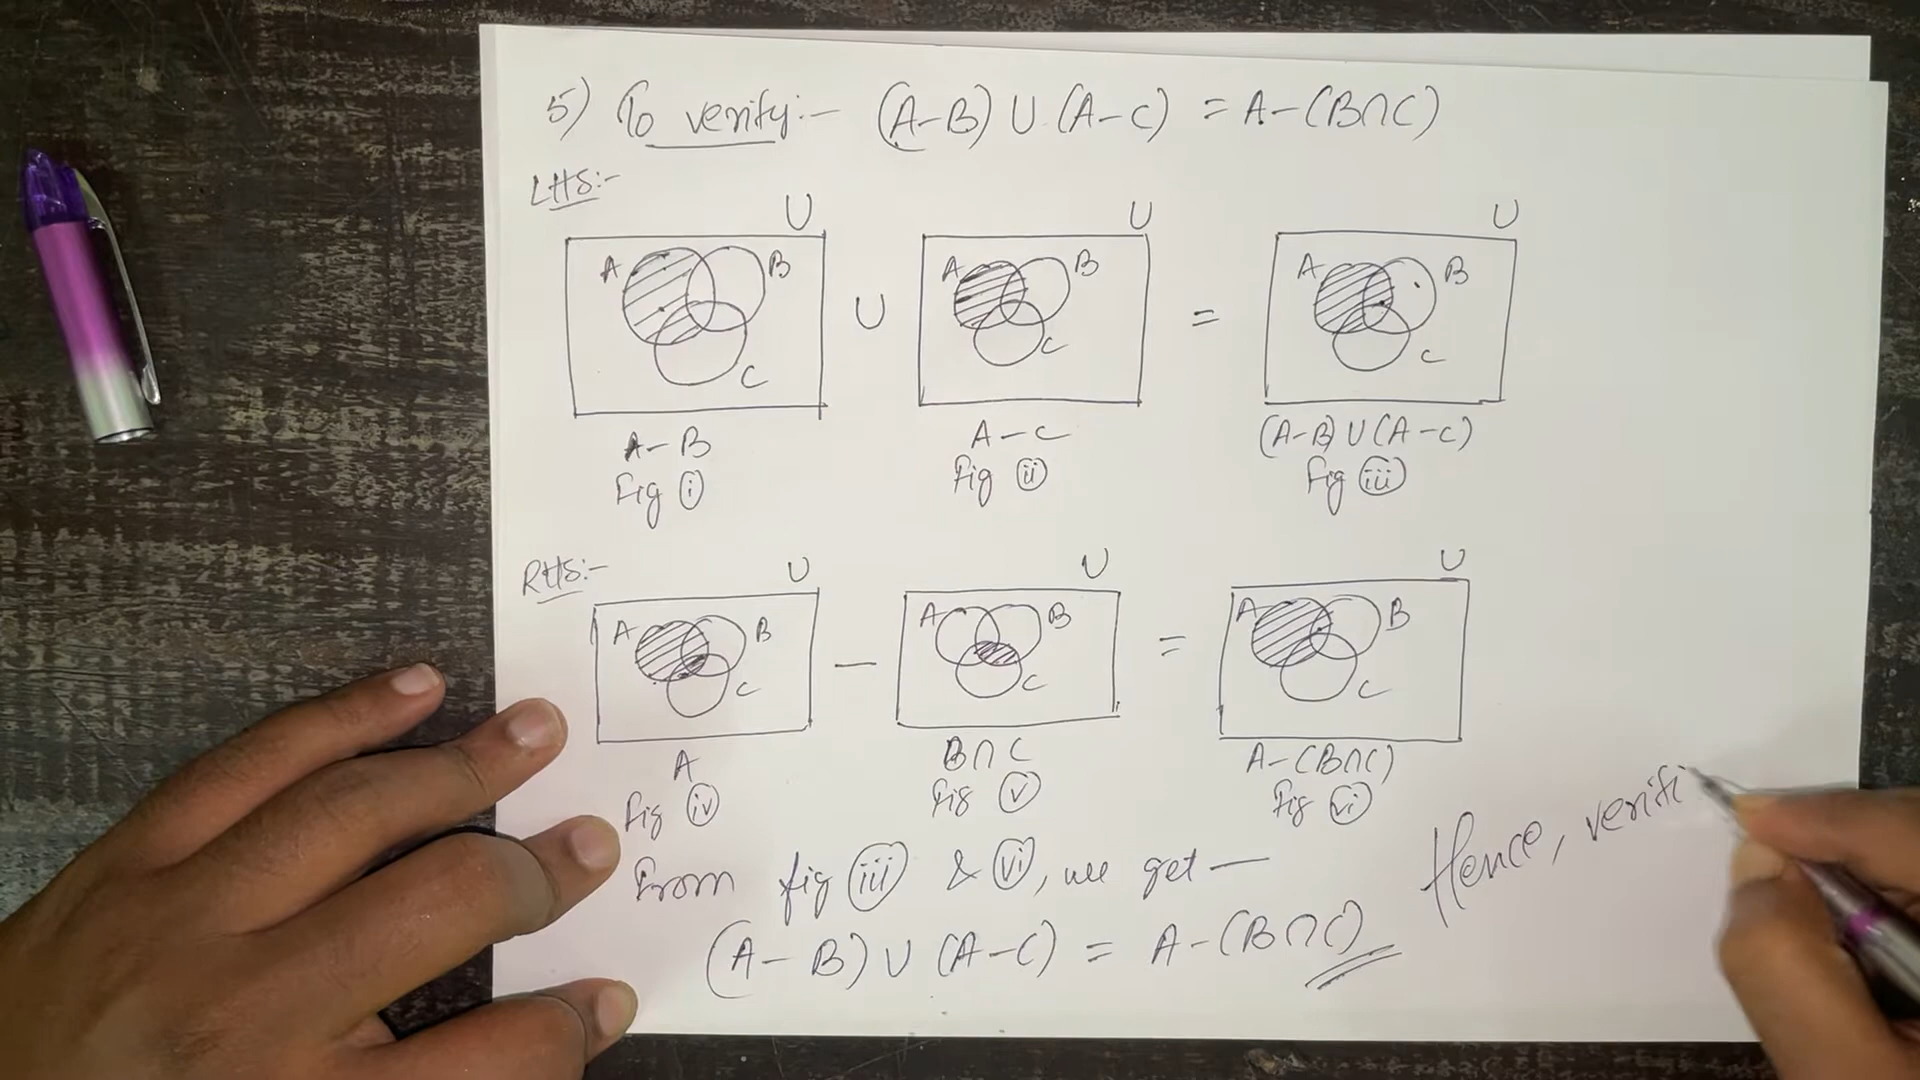 5) To verify:- (A-B) U (A-C) = A-(B∩C)
LHS:-
U U U
A B U A B = A B
C C C
A-B A-C (A-B) U (A-C)
Fig (i) Fig (ii) Fig (iii)
RHS:-
U U U
A B — A B = A B
C C C
A B∩C A-(B∩C)
Fig (iv) Fig (v) Fig (vi)
From fig (iii) & (vi), we get —
(A-B) U (A-C) = A-(B∩C)
Hence, verifi